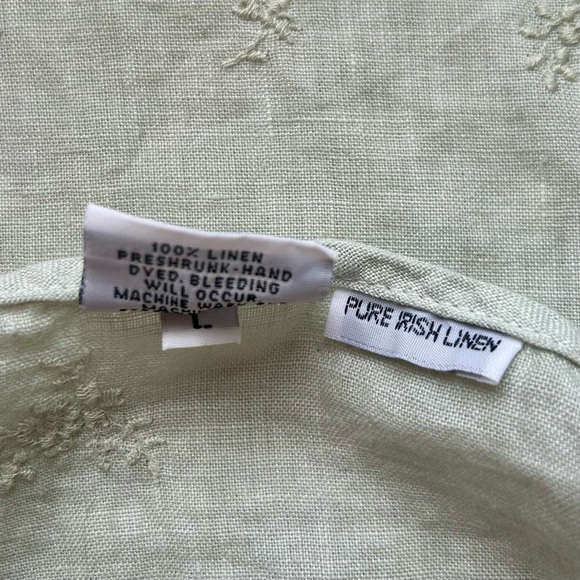 100% LINEN
PRESHRUNK-HAND
DYED. BLEEDING
WILL OCCUR
MACHINE
L.
PURE IRISH LINEN